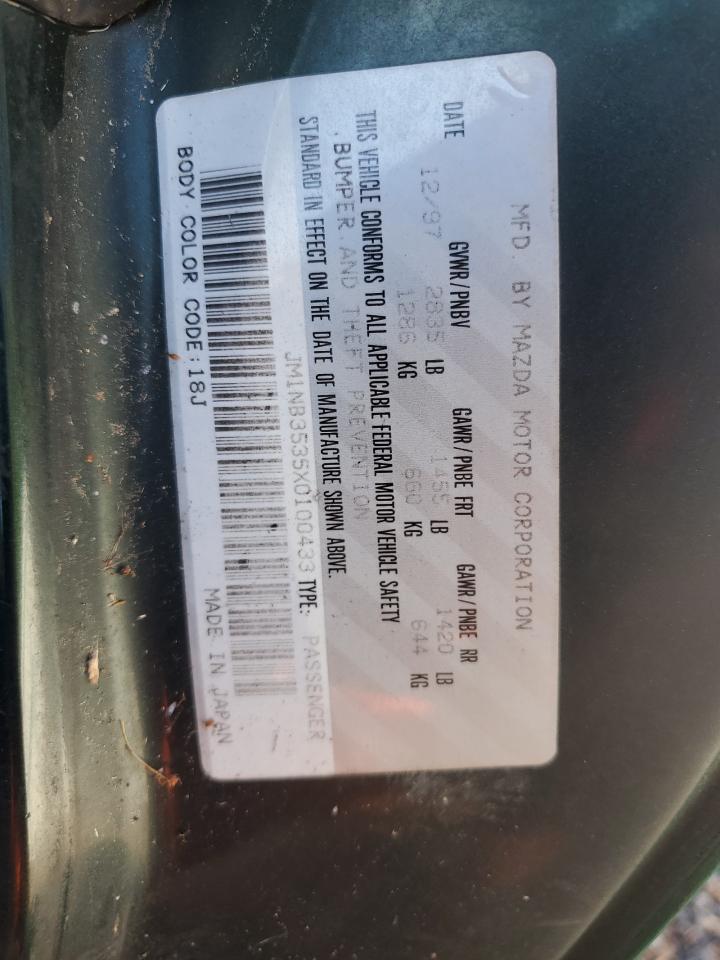 MFD. BY MAZDA MOTOR CORPORATION
DATE GVWR/PNBV GAWR/PNBE FRT GAWR/PNBE RR
12/97 2835 LB 1455 LB 1420 LB
1286 KG 660 KG 644 KG
THIS VEHICLE CONFORMS TO ALL APPLICABLE FEDERAL MOTOR VEHICLE SAFETY
, BUMPER, AND THEFT PREVENTION
STANDARD IN EFFECT ON THE DATE OF MANUFACTURE SHOWN ABOVE.
JM1NB3535X0100433 TYPE: PASSENGER
BODY COLOR CODE:18J MADE IN JAPAN